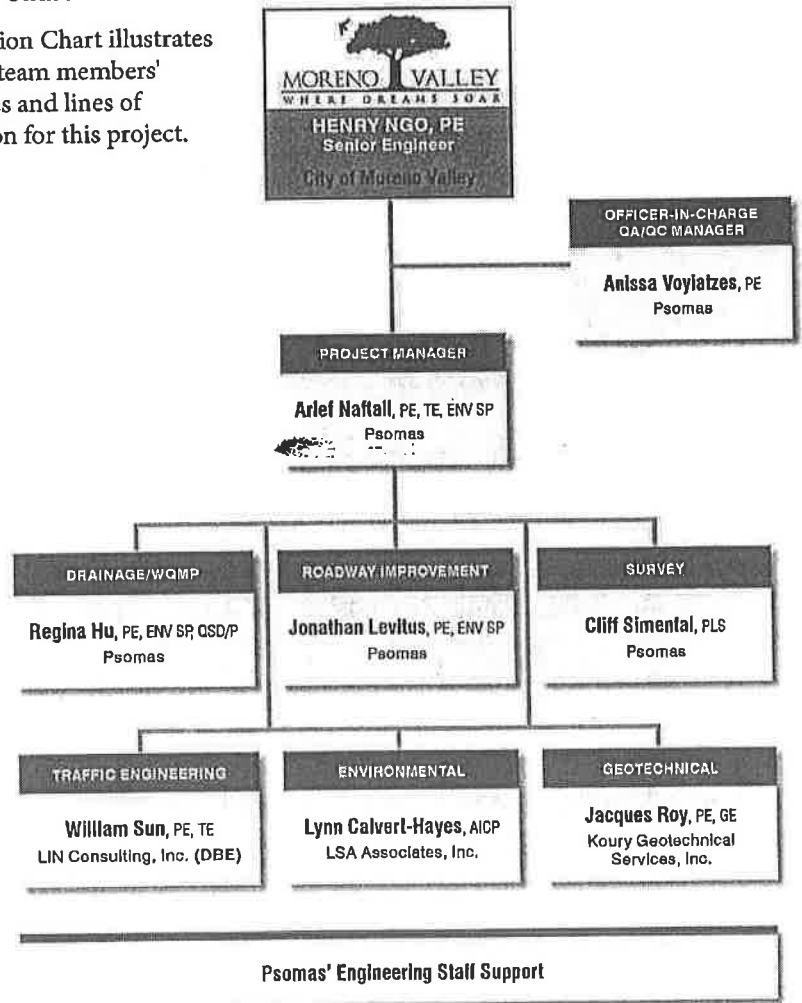 ion Chart illustrates
team members'
s and lines of
on for this project.
MORENO VALLEY
WHERE DREAMS SOAR
HENRY NGO, PE
Senior Engineer
City of Moreno Valley
OFFICER-IN-CHARGE
QA/QC MANAGER
Anissa Voyiatzes, PE
Psomas
PROJECT MANAGER
Arief Naftali, PE, TE, ENV SP
Psomas
DRAINAGE/WQMP
Regina Hu, PE, ENV SP, QSD/P
Psomas
ROADWAY IMPROVEMENT
Jonathan Levitus, PE, ENV SP
Psomas
SURVEY
Cliff Simental, PLS
Psomas
TRAFFIC ENGINEERING
William Sun, PE, TE
LIN Consulting, Inc. (DBE)
ENVIRONMENTAL
Lynn Calvert-Hayes, AICP
LSA Associates, Inc.
GEOTECHNICAL
Jacques Roy, PE, GE
Koury Geotechnical
Services, Inc.
Psomas' Engineering Staff Support